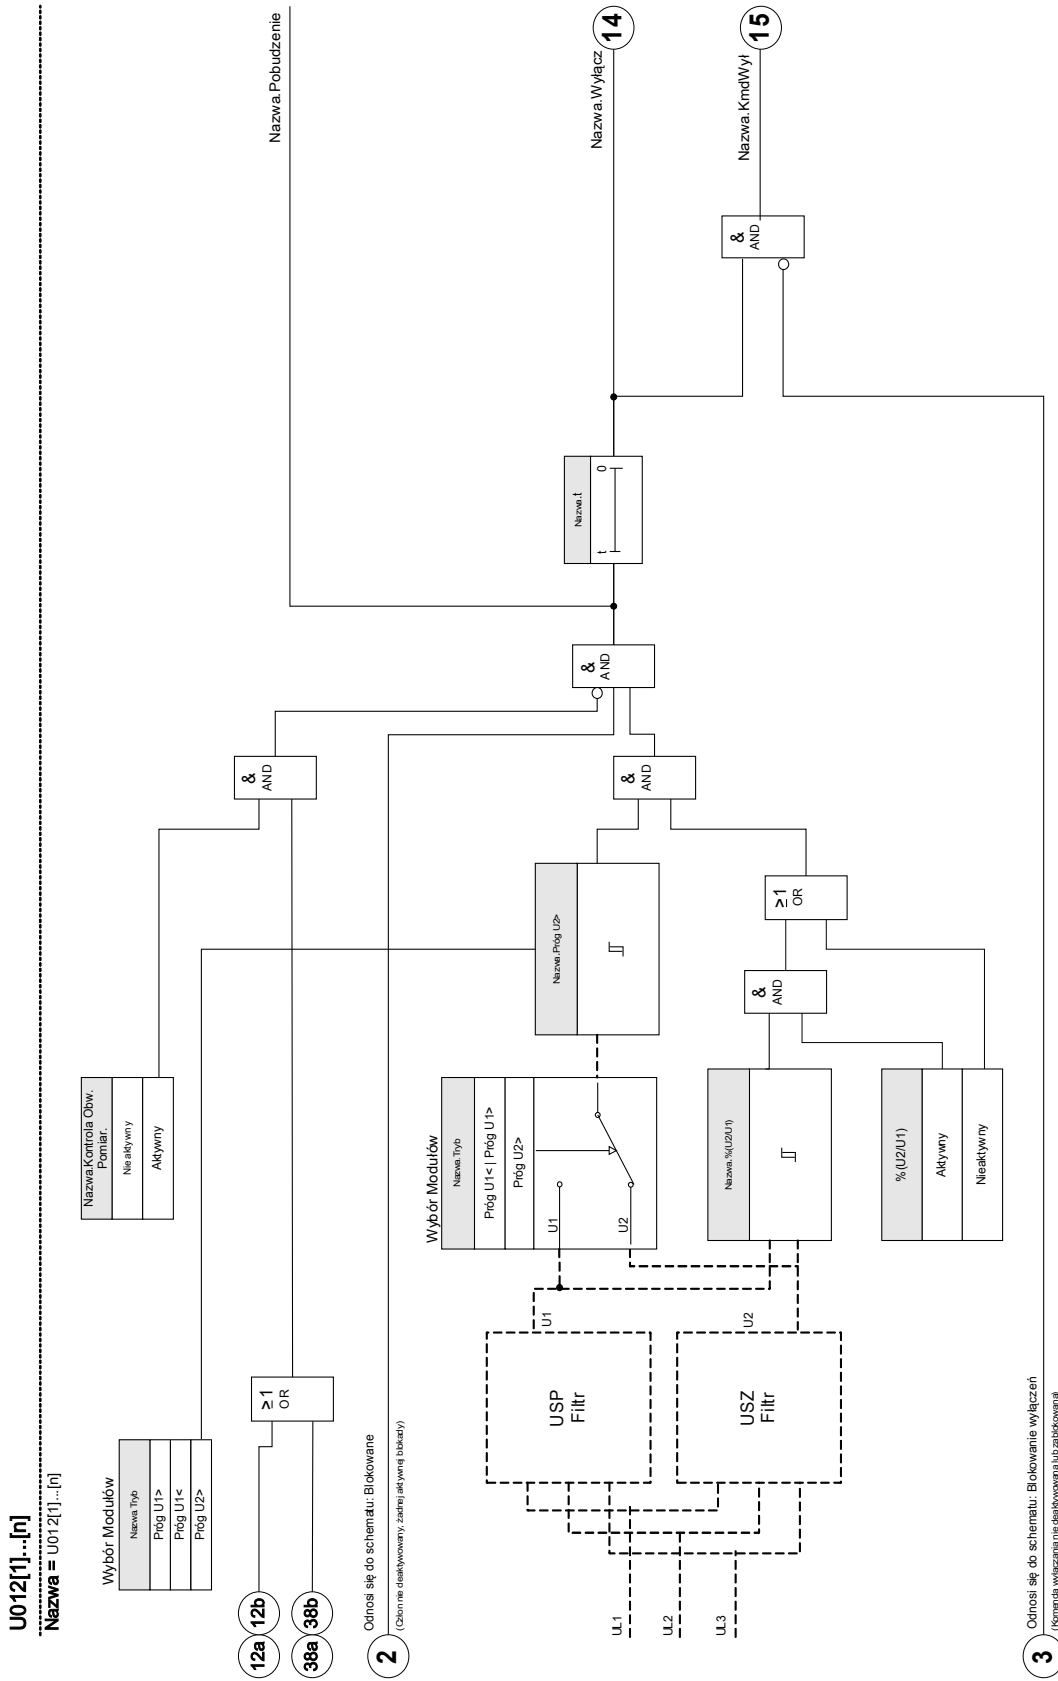 U012[1]...[n]
Nazwa = U012[1]...[n]
Wybór Modułów
Nazwa.Tryb
Próg U1>
Próg U1<
Próg U2>
Nazwa.Kontrola Obw.
Pomiar.
Nieaktywny
Aktywny
12a 12b
38a 38b
≥1
OR
&
AND
Nazwa.Pobudzenie
2
Odnosi się do schematu: Blokowane
(Człon nie deaktywowany, żadnej aktywnej blokady)
Wybór Modułów
Nazwa.Tryb
Próg U1< | Próg U1>
Próg U2>
U1
U2
Nazwa.Próg U2>
&
AND
&
AND
Nazwa.t
t
0
Nazwa.Wyłącz
14
UL1
UL2
UL3
USP
Filtr
U1
USZ
Filtr
U2
Nazwa.%(U2/U1)
%(U2/U1)
Aktywny
Nieaktywny
&
AND
≥1
OR
&
AND
Nazwa.KmdWył
15
3
Odnosi się do schematu: Blokowanie wyłączeń
(Komenda wyłączania nie deaktywowana lub zablokowana)